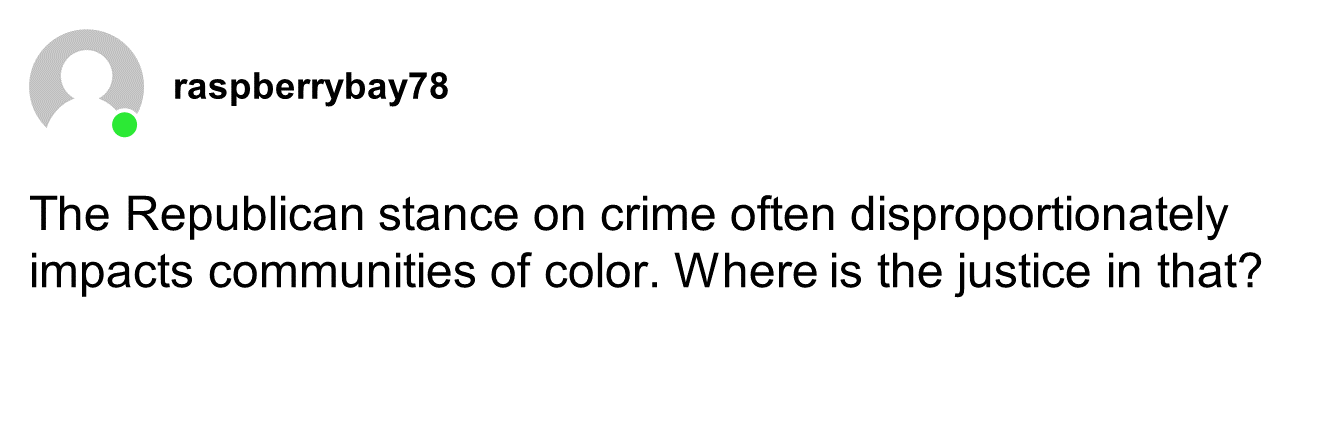 raspberrybay78
The Republican stance on crime often disproportionately
impacts communities of color. Where is the justice in that?